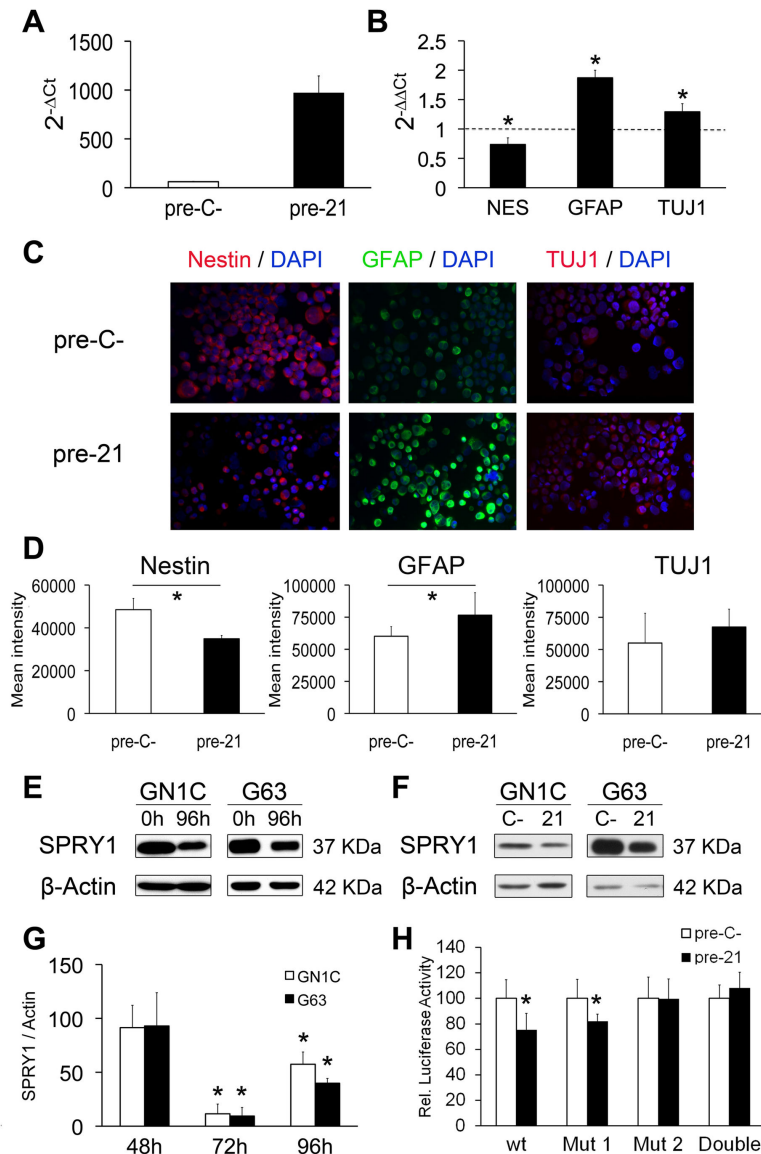 A
2-ΔCt
1500
1000
500
0
pre-C-
pre-21
B
2-ΔΔCt
2.5
2
1.5
1
0.5
0
*
*
*
NES
GFAP
TUJ1
C
Nestin / DAPI
GFAP / DAPI
TUJ1 / DAPI
pre-C-
pre-21
D
Nestin
Mean intensity
60000
40000
20000
0
*
pre-C-
pre-21
GFAP
Mean intensity
100000
75000
50000
25000
0
*
pre-C-
pre-21
TUJ1
Mean intensity
100000
75000
50000
25000
0
pre-C-
pre-21
E
GN1C
G63
0h 96h
0h 96h
SPRY1
37 KDa
β-Actin
42 KDa
F
GN1C
G63
C- 21
C- 21
SPRY1
37 KDa
β-Actin
42 KDa
G
SPRY1 / Actin
150
100
50
0
GN1C
G63
* *
* *
48h
72h
96h
H
Rel. Luciferase Activity
140
120
100
80
60
40
20
0
pre-C-
pre-21
*
*
wt
Mut 1
Mut 2
Double